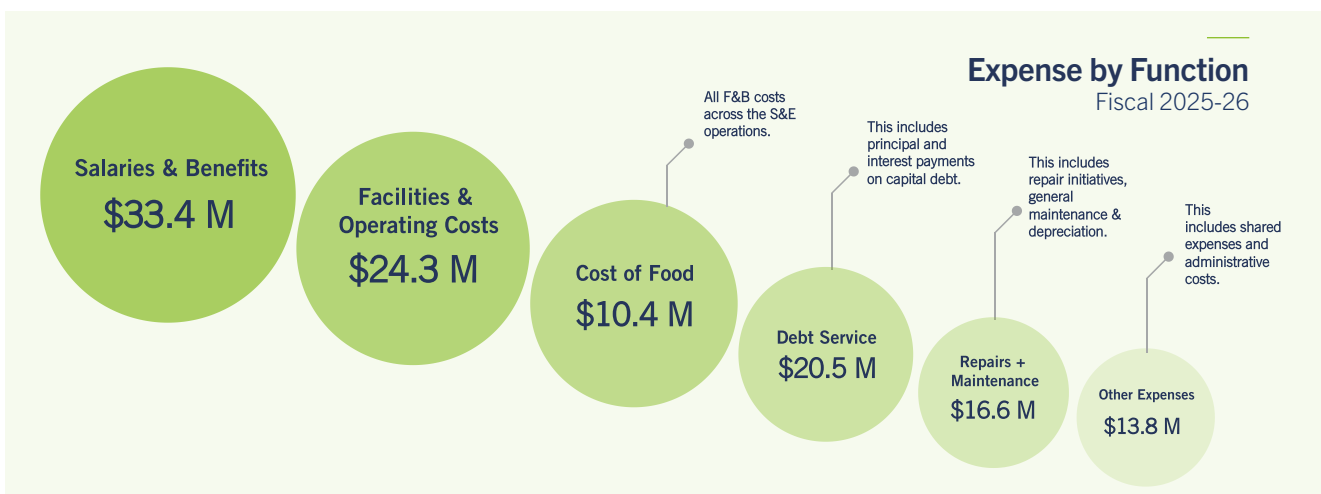 Expense by Function
Fiscal 2025-26
Salaries & Benefits
$33.4 M
Facilities &
Operating Costs
$24.3 M
All F&B costs
across the S&E
operations.
Cost of Food
$10.4 M
This includes
principal and
interest payments
on capital debt.
Debt Service
$20.5 M
This includes
repair initiatives,
general
maintenance &
depreciation.
Repairs +
Maintenance
$16.6 M
This
includes shared
expenses and
administrative
costs.
Other Expenses
$13.8 M